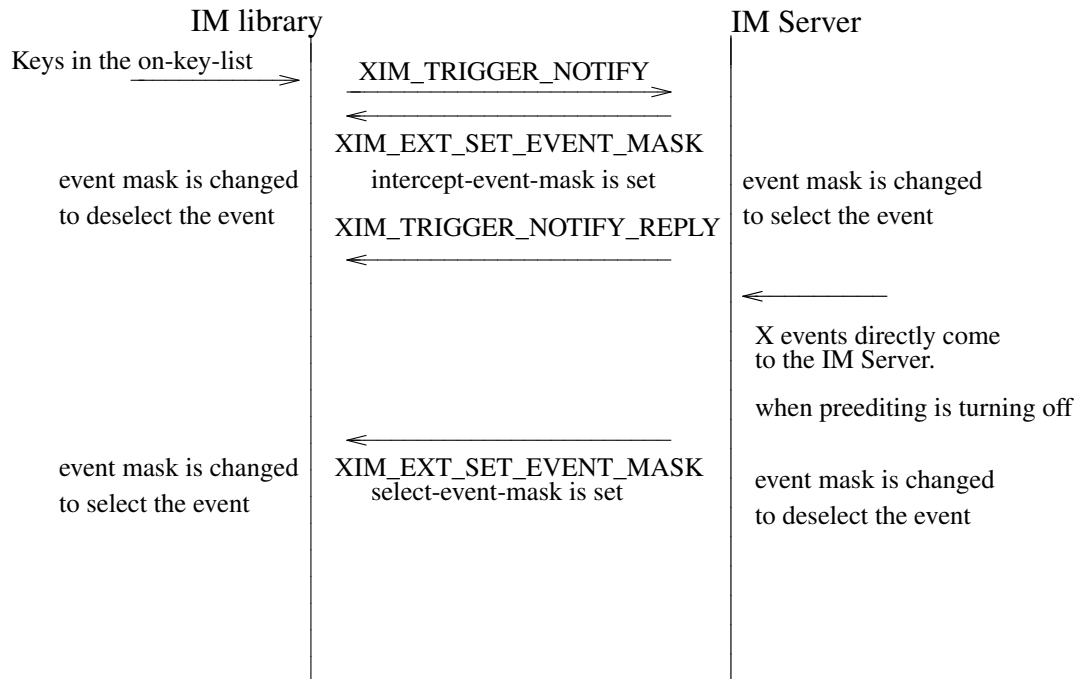 IM library
IM Server
Keys in the on-key-list
XIM_TRIGGER_NOTIFY
XIM_EXT_SET_EVENT_MASK
event mask is changed
to deselect the event
intercept-event-mask is set
event mask is changed
to select the event
XIM_TRIGGER_NOTIFY_REPLY
X events directly come
to the IM Server.
when preediting is turning off
event mask is changed
to select the event
XIM_EXT_SET_EVENT_MASK
select-event-mask is set
event mask is changed
to deselect the event